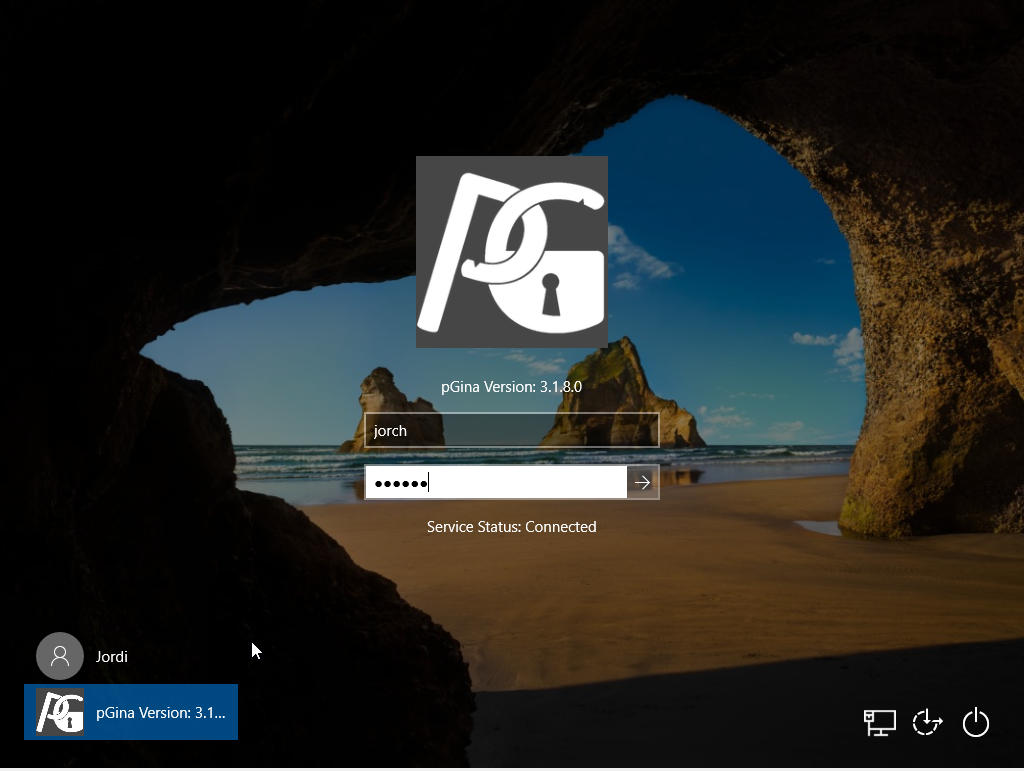 pGina Version: 3.1.8.0
jorch
••••••
Service Status: Connected
Jordi
pGina Version: 3.1...